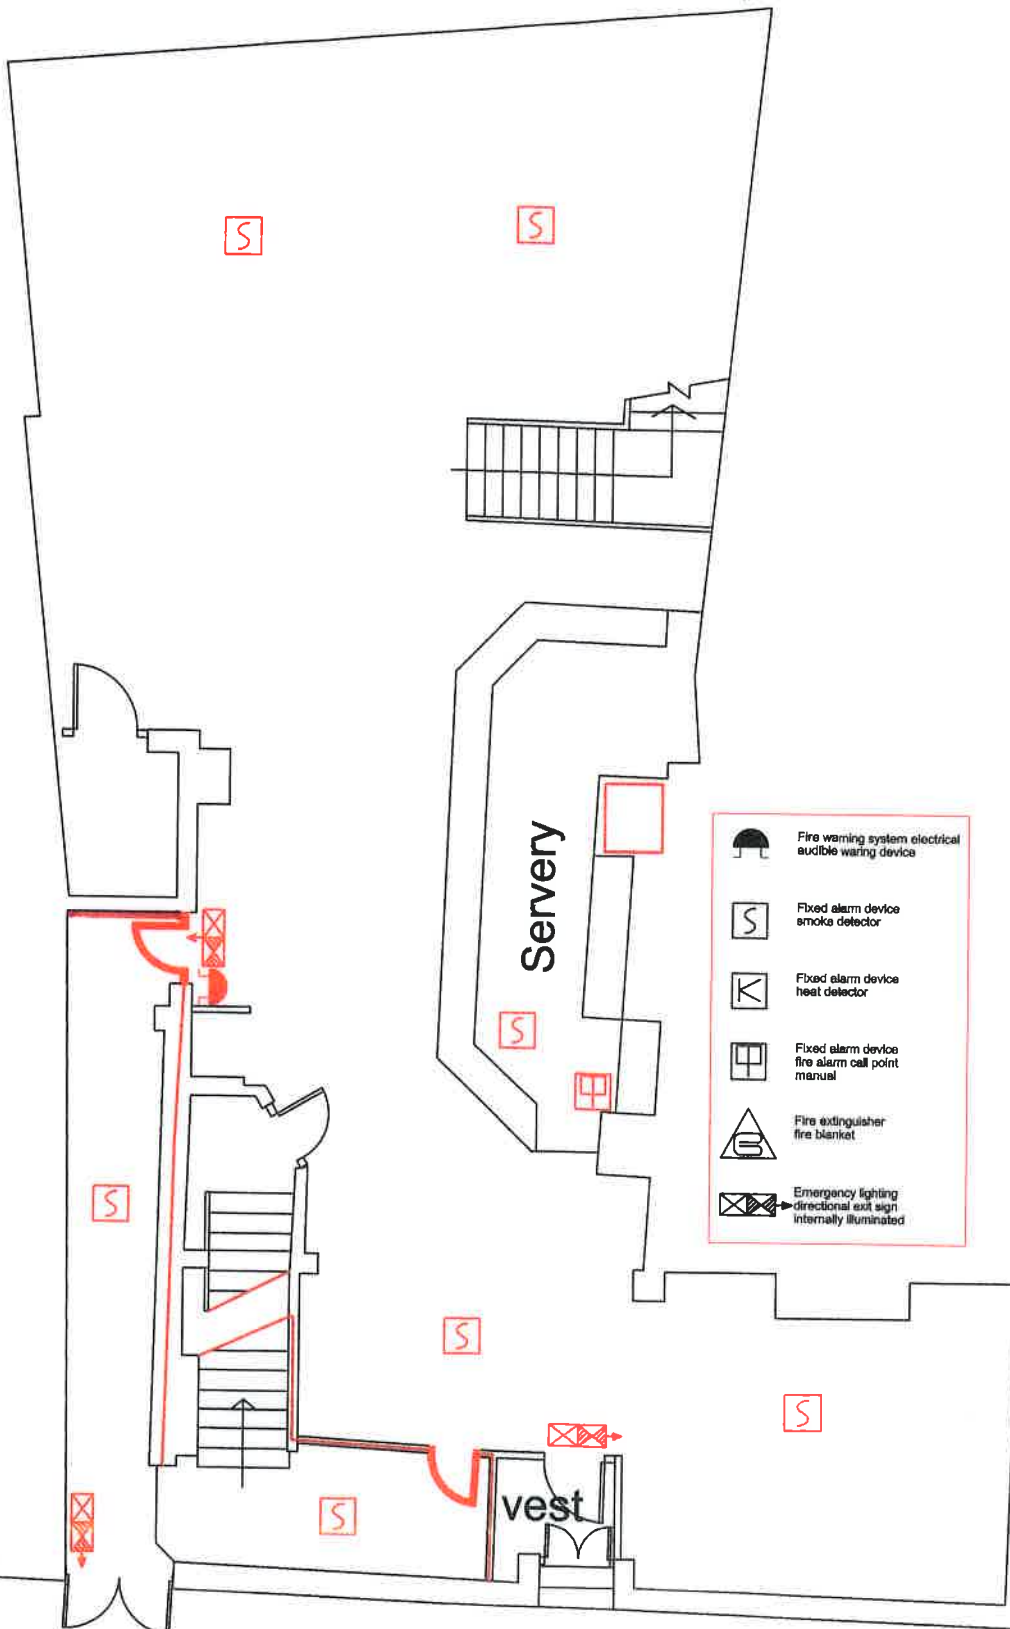 S
S
Servery
S
S
S
S
S
vest
Fire warning system electrical
audible waring device
S
Fixed alarm device
smoke detector
Fixed alarm device
heat detector
Fixed alarm device
fire alarm call point
manual
Fire extinguisher
fire blanket
Emergency lighting
directional exit sign
internally illuminated